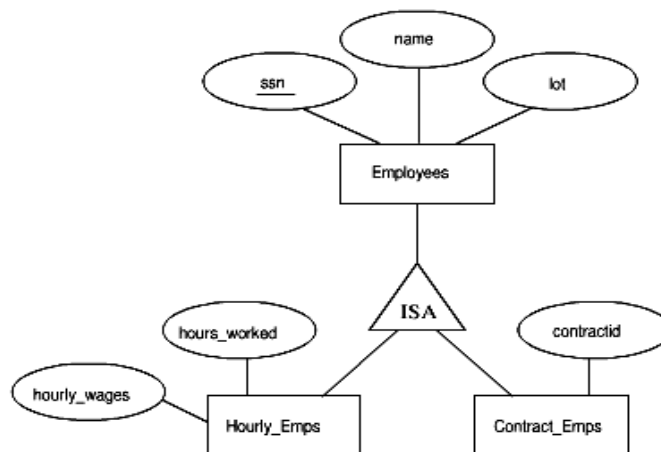 name
ssn
lot
Employees
ISA
hours_worked
contractid
hourly_wages
Hourly_Emps
Contract_Emps